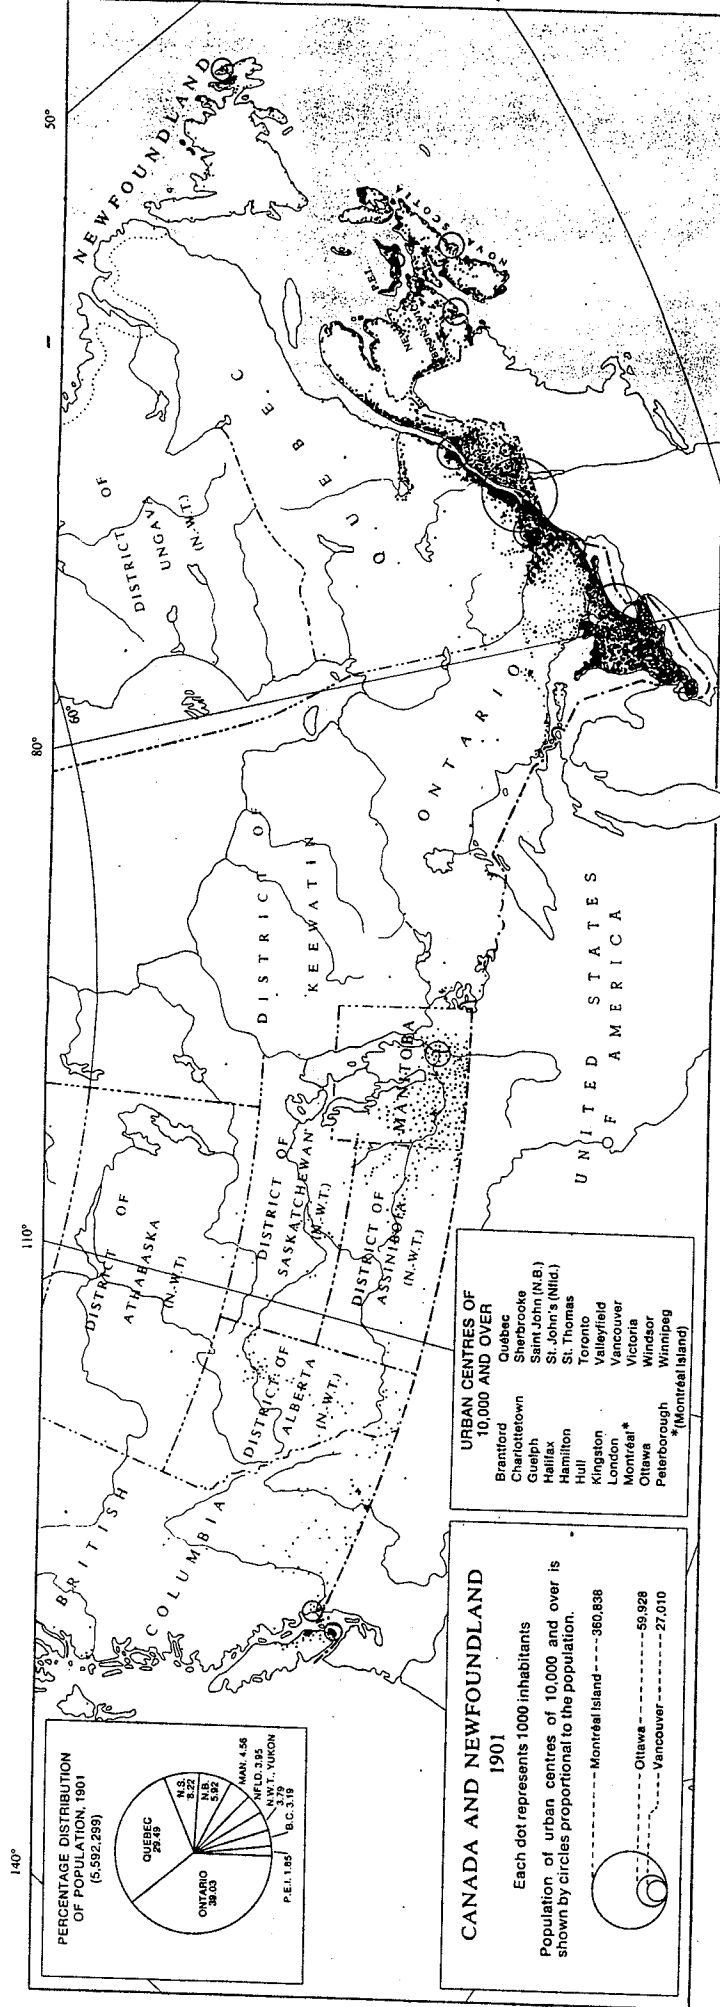 140°
110°
80°
60°
50°
PERCENTAGE DISTRIBUTION
OF POPULATION, 1901
(5,592,299)
QUEBEC
29.49
ONTARIO
39.03
N.S.
8.22
N.B.
5.92
MAN. 4.56
NFLD. 3.95
N.W.T., YUKON
3.79
B.C. 3.19
P.E.I. 1.85
CANADA AND NEWFOUNDLAND
1901
Each dot represents 1000 inhabitants
Population of urban centres of 10,000 and over is
shown by circles proportional to the population.
Montréal Island 360,838
Ottawa 59,928
Vancouver 27,010
URBAN CENTRES OF
10,000 AND OVER
Brantford
Charlottetown
Guelph
Halifax
Hamilton
Hull
Kingston
London
Montréal*
Ottawa
Peterborough
Québec
Sherbrooke
Saint John (N.B.)
St. John's (Nfld.)
St. Thomas
Toronto
Valleyfield
Vancouver
Victoria
Windsor
Winnipeg
*(Montréal Island)
BRITISH
COLUMBIA
DISTRICT OF
ATHABASKA
(N.W.T.)
DISTRICT OF
ALBERTA
(N.W.T.)
DISTRICT OF
SASKATCHEWAN
(N.W.T.)
DISTRICT OF
ASSINIBOIA
(N.W.T.)
MANITOBA
DISTRICT OF
KEEWATIN
ONTARIO
UNITED STATES
OF AMERICA
DISTRICT OF
UNGAVA
(N.W.T.)
QUEBEC
NEWFOUNDLAND
NEW
BRUNSWICK
P.E.I.
NOVA SCOTIA